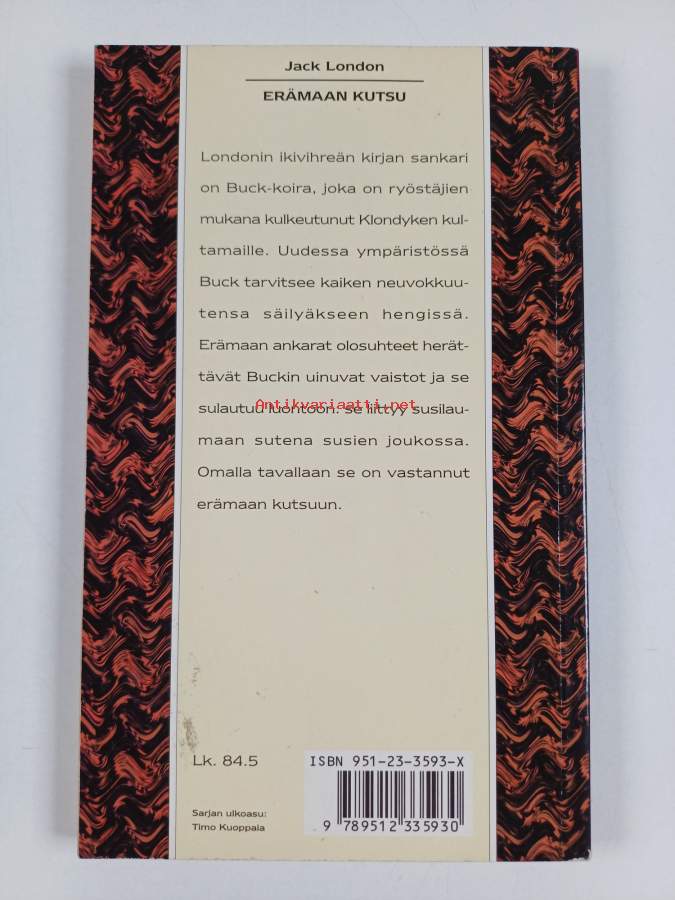 Jack London
ERÄMAAN KUTSU
Londonin ikivihreän kirjan sankari
on Buck-koira, joka on ryöstäjien
mukana kulkeutunut Klondyken kul-
tamaille. Uudessa ympäristössä
Buck tarvitsee kaiken neuvokkuu-
tensa säilyäkseen hengissä.
Erämaan ankarat olosuhteet herät-
tävät Buckin uinuvat vaistot ja se
Antikvariaatti.net
sulautuu luontoon: se liittyy susilau-
maan sutena susien joukossa.
Omalla tavallaan se on vastannut
erämaan kutsuun.
Lk. 84.5
ISBN 951-23-3593-X
Sarjan ulkoasu:
Timo Kuoppala
9 789512 335930